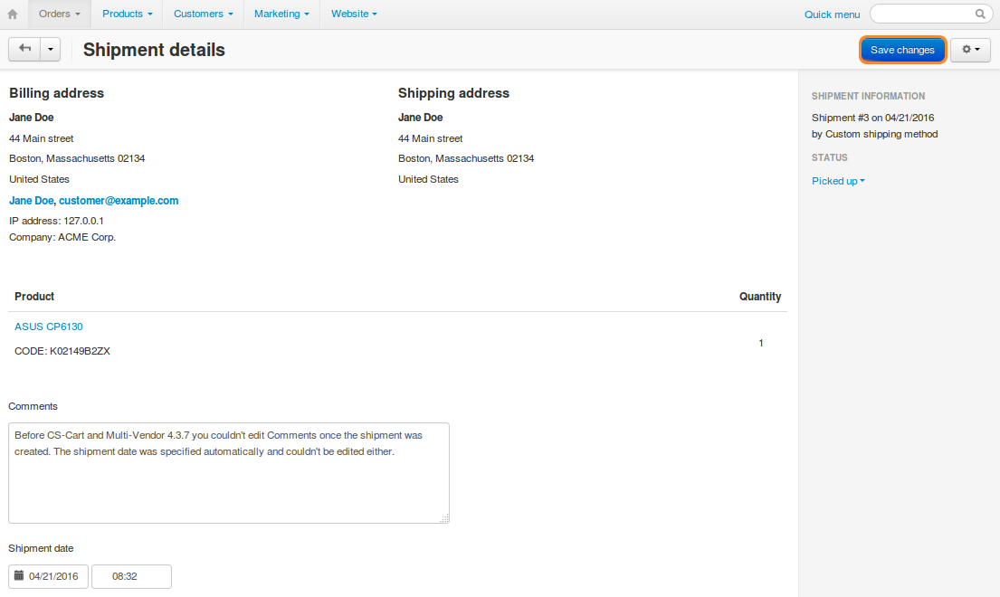 Orders Products Customers Marketing Website Quick menu
Shipment details Save changes
Billing address
Jane Doe
44 Main street
Boston, Massachusetts 02134
United States
Jane Doe, customer@example.com
IP address: 127.0.0.1
Company: ACME Corp.
Shipping address
Jane Doe
44 Main street
Boston, Massachusetts 02134
United States
Product Quantity
ASUS CP6130
CODE: K02149B2ZX
1
Comments
Before CS-Cart and Multi-Vendor 4.3.7 you couldn't edit Comments once the shipment was
created. The shipment date was specified automatically and couldn't be edited either.
Shipment date
04/21/2016 08:32
SHIPMENT INFORMATION
Shipment #3 on 04/21/2016
by Custom shipping method
STATUS
Picked up